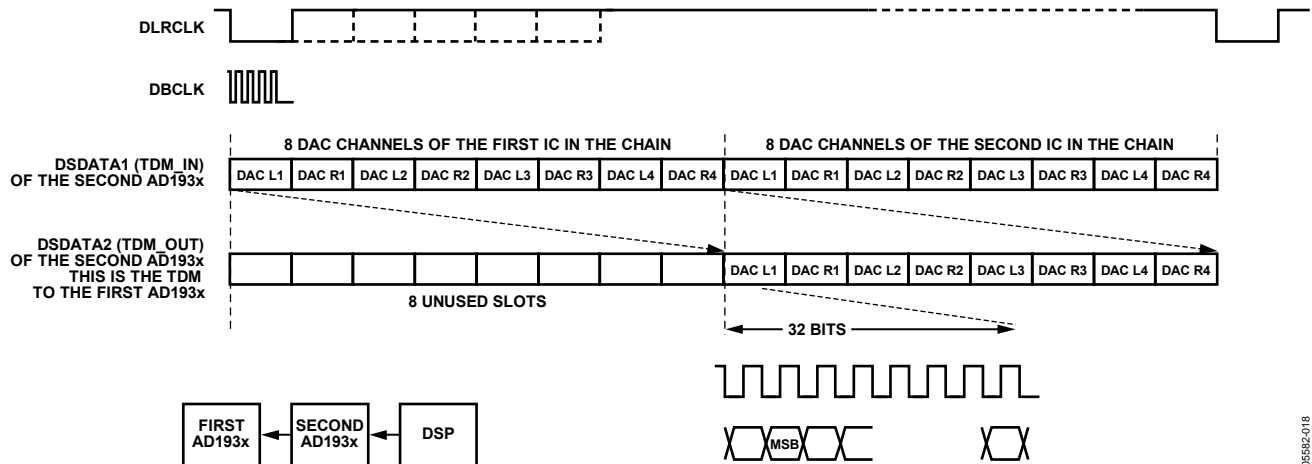 DLRCLK
DBCLK
8 DAC CHANNELS OF THE FIRST IC IN THE CHAIN
8 DAC CHANNELS OF THE SECOND IC IN THE CHAIN
DSDATA1 (TDM_IN)
OF THE SECOND AD193x
DAC L1 DAC R1 DAC L2 DAC R2 DAC L3 DAC R3 DAC L4 DAC R4 DAC L1 DAC R1 DAC L2 DAC R2 DAC L3 DAC R3 DAC L4 DAC R4
DSDATA2 (TDM_OUT)
OF THE SECOND AD193x
THIS IS THE TDM
TO THE FIRST AD193x
DAC L1 DAC R1 DAC L2 DAC R2 DAC L3 DAC R3 DAC L4 DAC R4
8 UNUSED SLOTS
32 BITS
FIRST
AD193x
SECOND
AD193x
DSP
MSB
05582-018